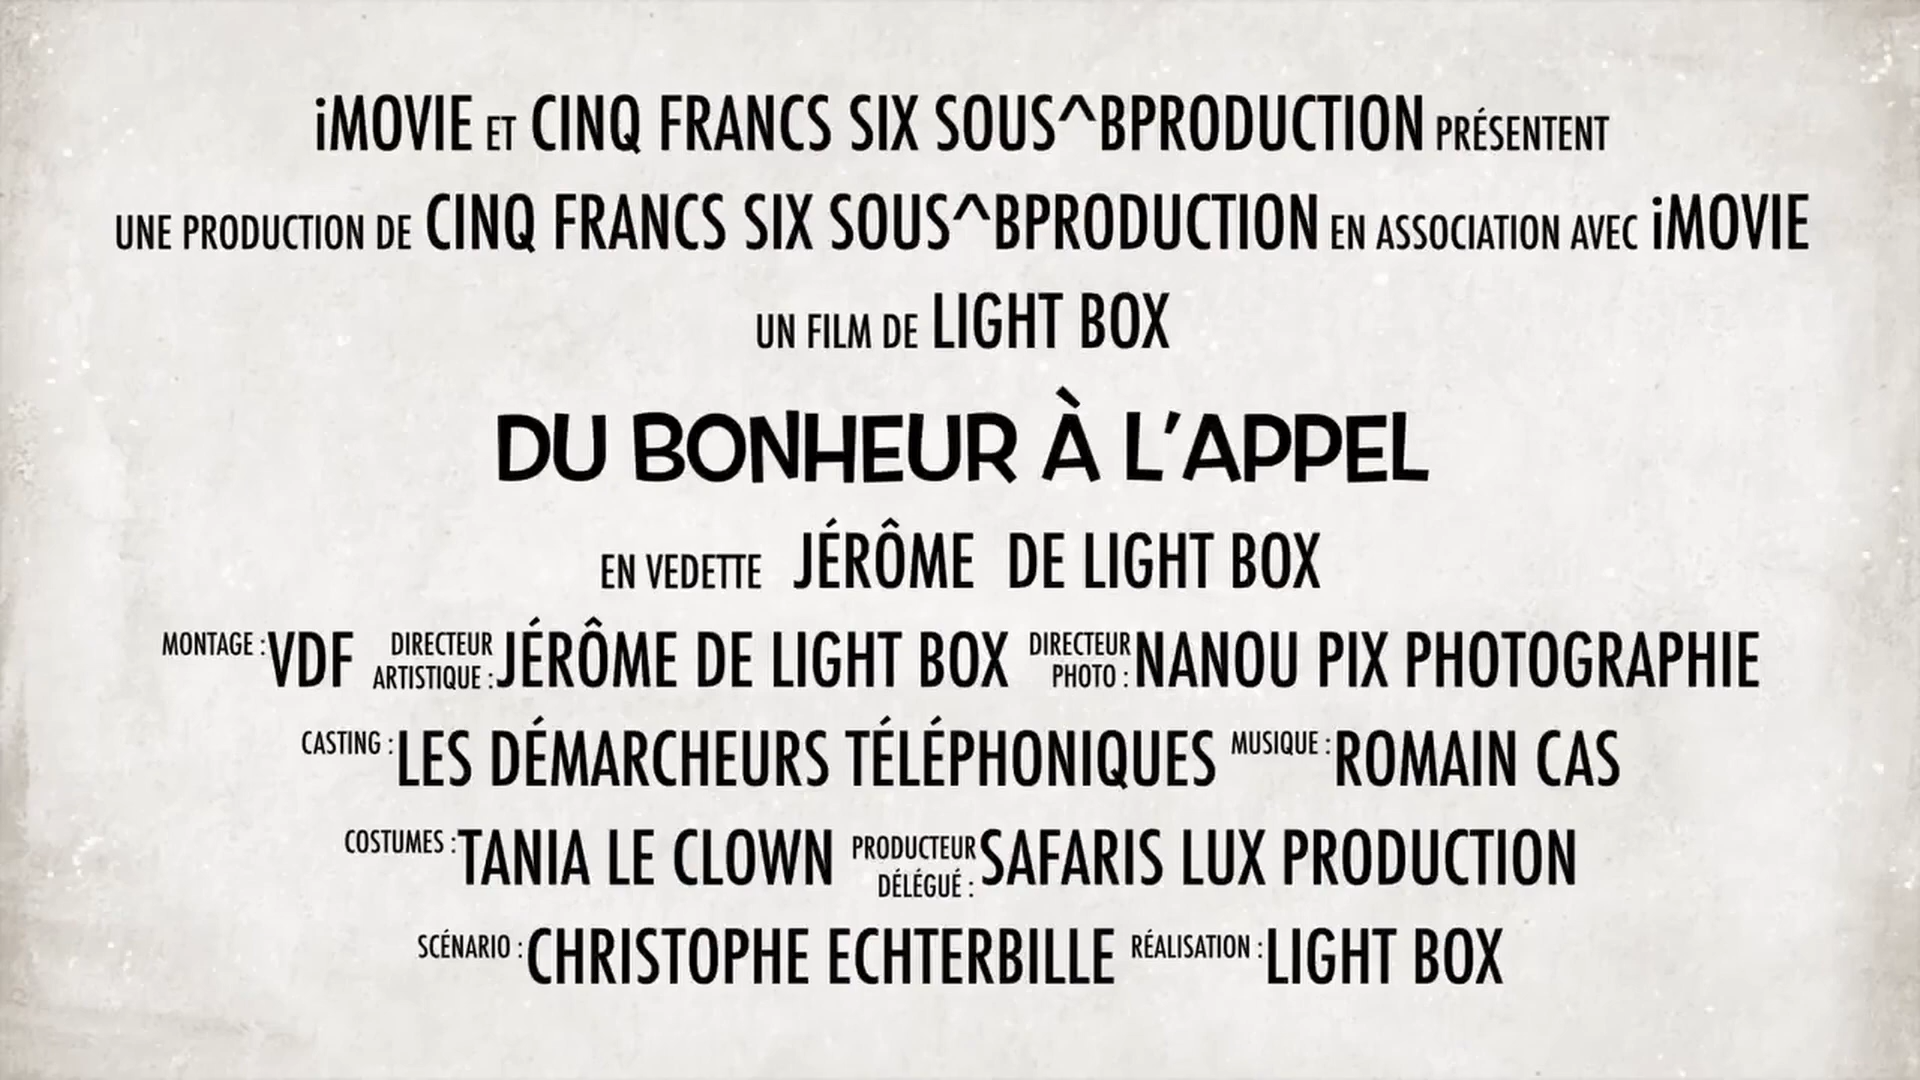 iMOVIE ET CINQ FRANCS SIX SOUS^BPRODUCTION PRÉSENTENT
UNE PRODUCTION DE CINQ FRANCS SIX SOUS^BPRODUCTION EN ASSOCIATION AVEC iMOVIE
UN FILM DE LIGHT BOX
DU BONHEUR À L'APPEL
EN VEDETTE JÉRÔME DE LIGHT BOX
MONTAGE : VDF DIRECTEUR ARTISTIQUE : JÉRÔME DE LIGHT BOX DIRECTEUR PHOTO : NANOU PIX PHOTOGRAPHIE
CASTING : LES DÉMARCHEURS TÉLÉPHONIQUES MUSIQUE : ROMAIN CAS
COSTUMES : TANIA LE CLOWN PRODUCTEUR DÉLÉGUÉ : SAFARIS LUX PRODUCTION
SCÉNARIO : CHRISTOPHE ECHTERBILLE RÉALISATION : LIGHT BOX